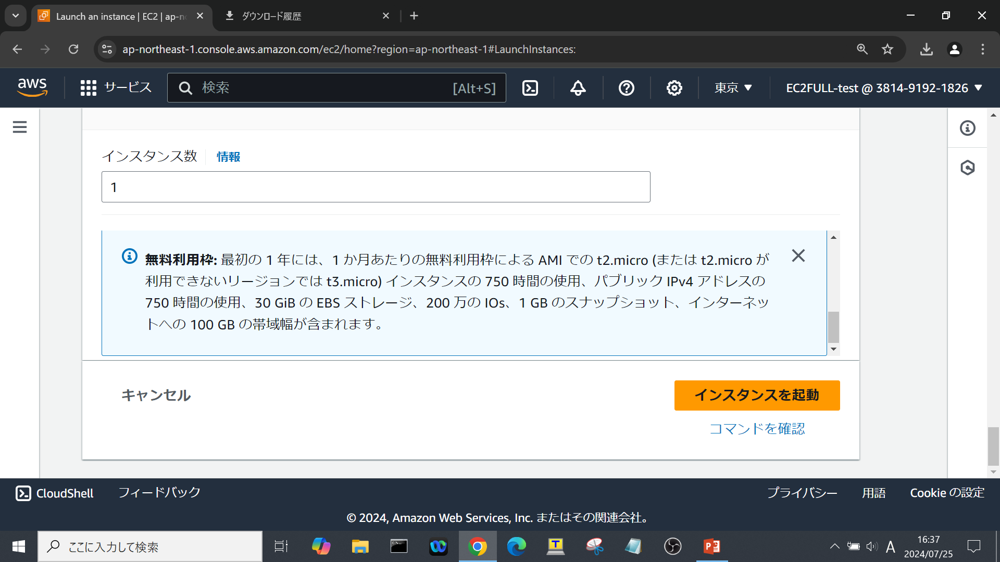 Launch an instance | EC2 | ap-n
ダウンロード履歴
ap-northeast-1.console.aws.amazon.com/ec2/home?region=ap-northeast-1#LaunchInstances:
aws
サービス
検索
[Alt+S]
東京
EC2FULL-test @ 3814-9192-1826
インスタンス数
情報
1
無料利用枠: 最初の 1 年には、1 か月あたりの無料利用枠による AMI での t2.micro (または t2.micro が
利用できないリージョンでは t3.micro) インスタンスの 750 時間の使用、パブリック IPv4 アドレスの
750 時間の使用、30 GiB の EBS ストレージ、200 万の IOs、1 GB のスナップショット、インターネッ
トへの 100 GB の帯域幅が含まれます。
キャンセル
インスタンスを起動
コマンドを確認
CloudShell
フィードバック
プライバシー
用語
Cookie の設定
© 2024, Amazon Web Services, Inc. またはその関連会社。
ここに入力して検索
A
16:37
2024/07/25